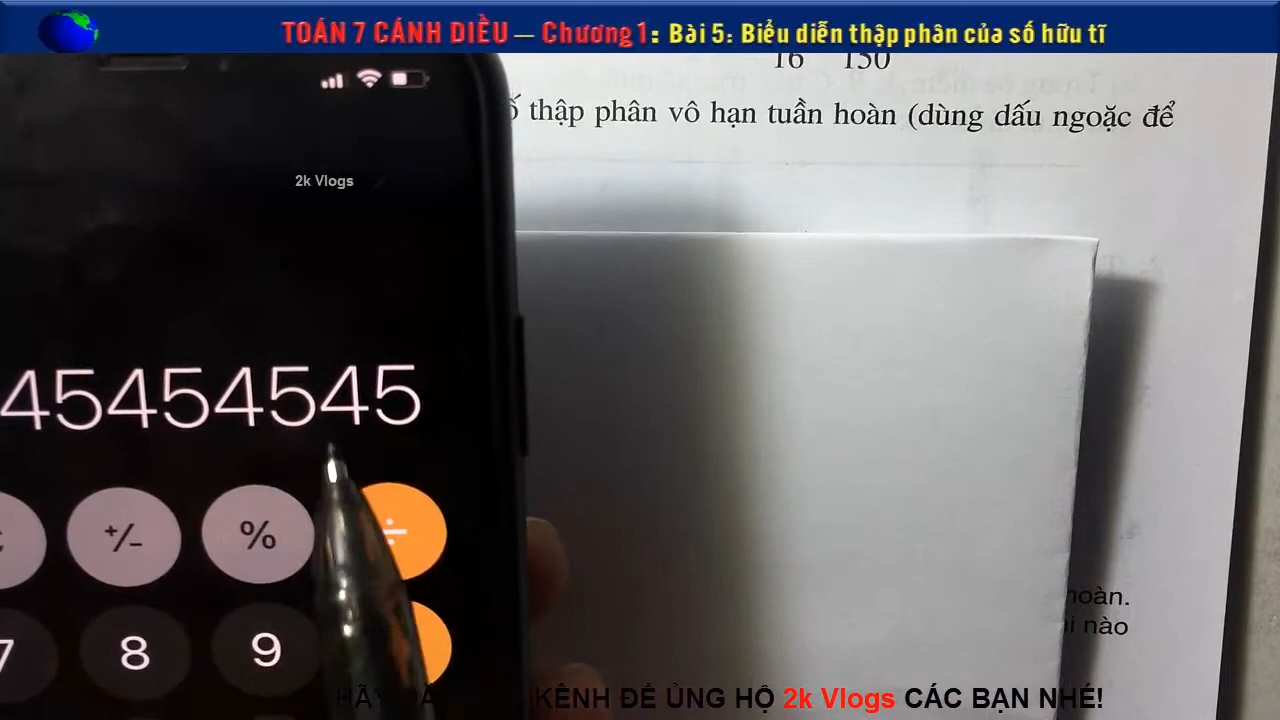 TOÁN 7 CÁNH DIỀU — Chương 1: Bài 5: Biểu diễn thập phân của số hữu tĩ
16 150
thập phân vô hạn tuần hoàn (dùng dấu ngoặc để
2k Vlogs
45454545
+/- % ÷
7 8 9
hoàn.
nào
KÊNH ĐỂ ỦNG HỘ 2k Vlogs CÁC BẠN NHÉ!